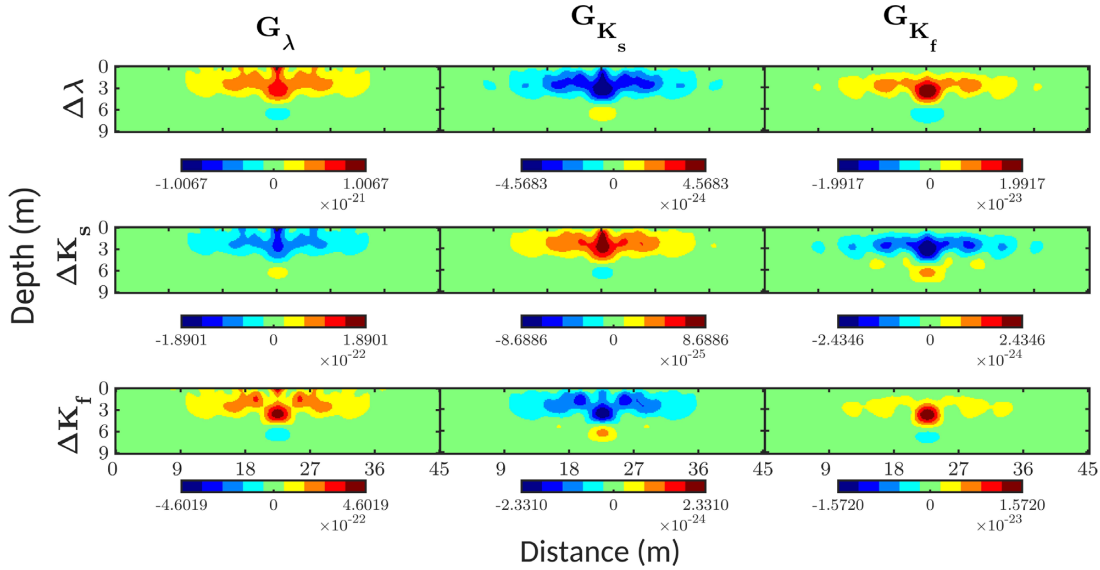 G_λ G_K_s G_K_f
Δλ
0
3
6
9
-1.0067 0 1.0067 ×10^-21
-4.5683 0 4.5683 ×10^-24
-1.9917 0 1.9917 ×10^-23
Depth (m)
ΔK_s
0
3
6
9
-1.8901 0 1.8901 ×10^-22
-8.6886 0 8.6886 ×10^-25
-2.4346 0 2.4346 ×10^-24
ΔK_f
0
3
6
9
0 9 18 27 36 45 9 18 27 36 45 9 18 27 36 45
-4.6019 0 4.6019 ×10^-22
-2.3310 0 2.3310 ×10^-24
-1.5720 0 1.5720 ×10^-23
Distance (m)